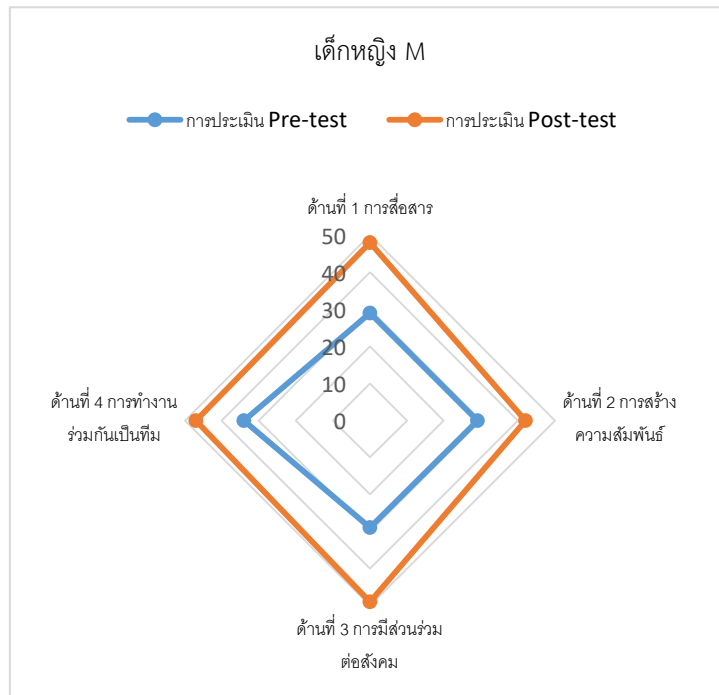 เด็กหญิง M
การประเมิน Pre-test
การประเมิน Post-test
ด้านที่ 1 การสื่อสาร
50
40
30
20
10
0
ด้านที่ 2 การสร้าง
ความสัมพันธ์
ด้านที่ 3 การมีส่วนร่วม
ต่อสังคม
ด้านที่ 4 การทำงาน
ร่วมกันเป็นทีม